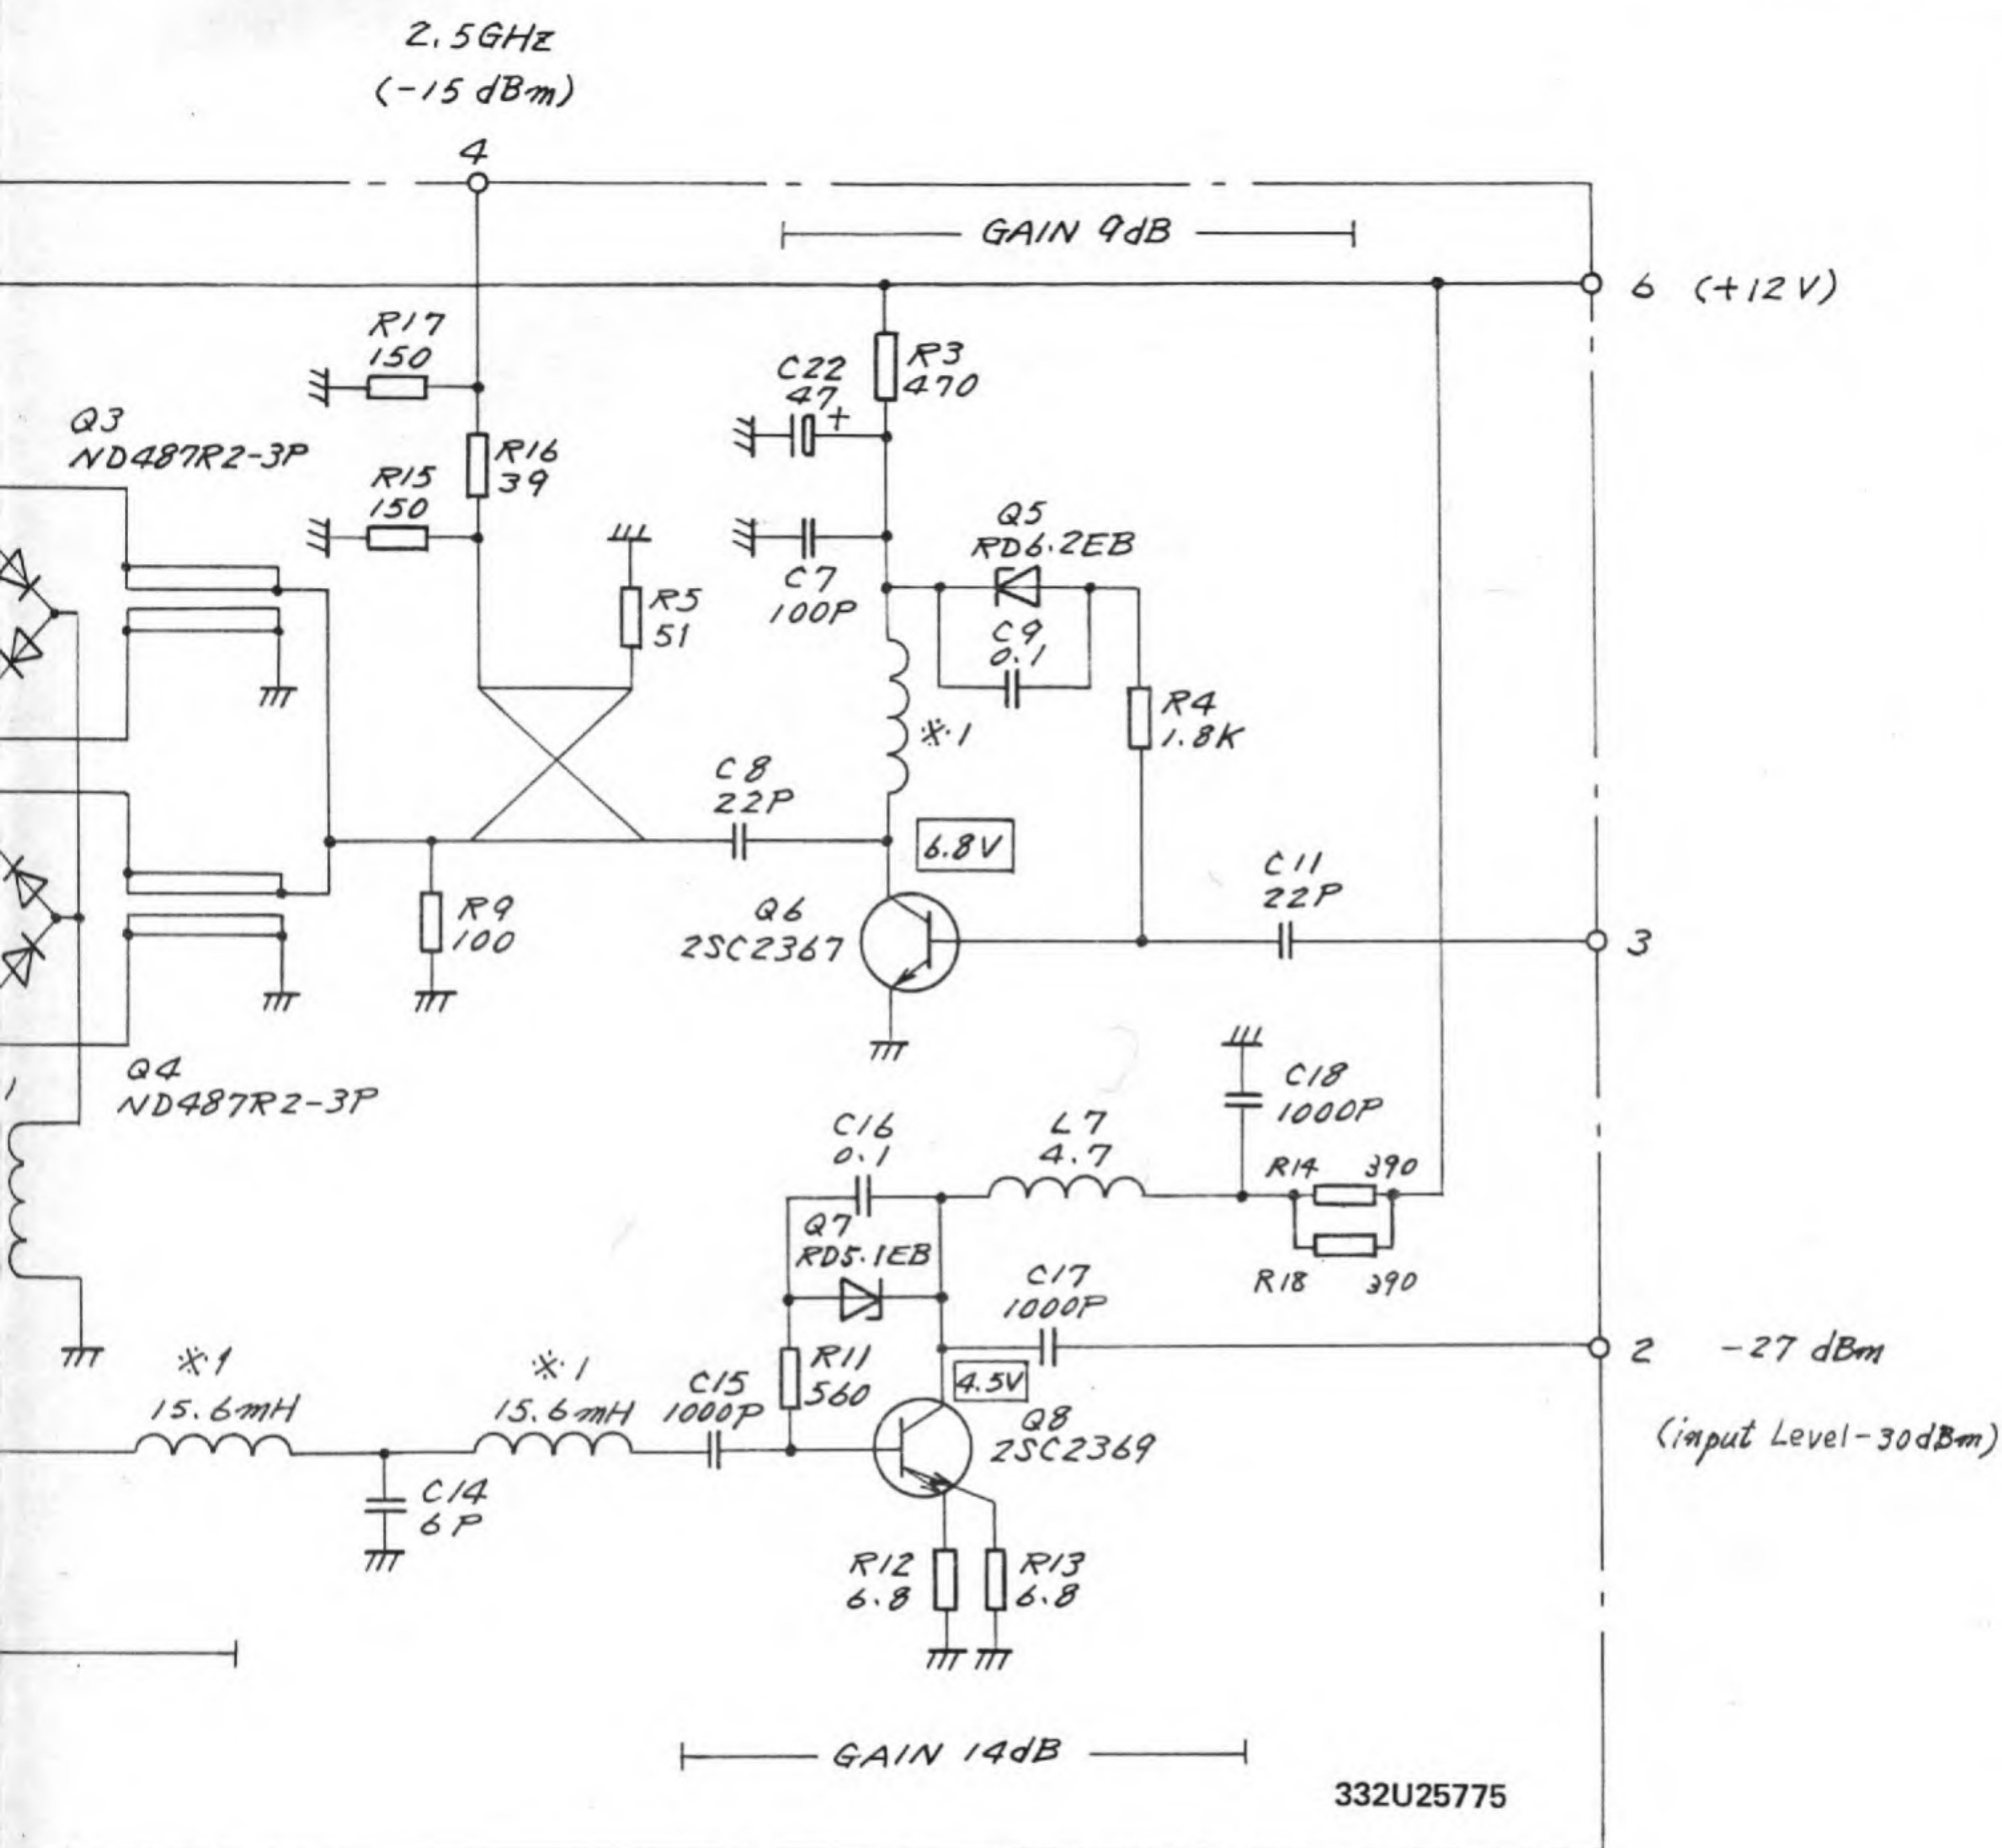 2.5GHz
(-15 dBm)
4
GAIN 9dB
6 (+12V)
R17
150
C22
47
+
R3
470
Q3
ND487R2-3P
R16
39
R15
150
Q5
RD6.2EB
C7
100P
R5
51
C9
0.1
R4
1.8K
※1
C8
22P
6.8V
C11
22P
R9
100
Q6
2SC2367
3
Q4
ND487R2-3P
C18
1000P
C16
0.1
L7
4.7
R14 390
Q7
RD5.1EB
R18 390
C17
1000P
2 -27 dBm
※1
15.6mH
※1
15.6mH
C15
1000P
R11
560
4.5V
Q8
2SC2369
(input Level-30dBm)
C14
6P
R12
6.8
R13
6.8
GAIN 14dB
332U25775